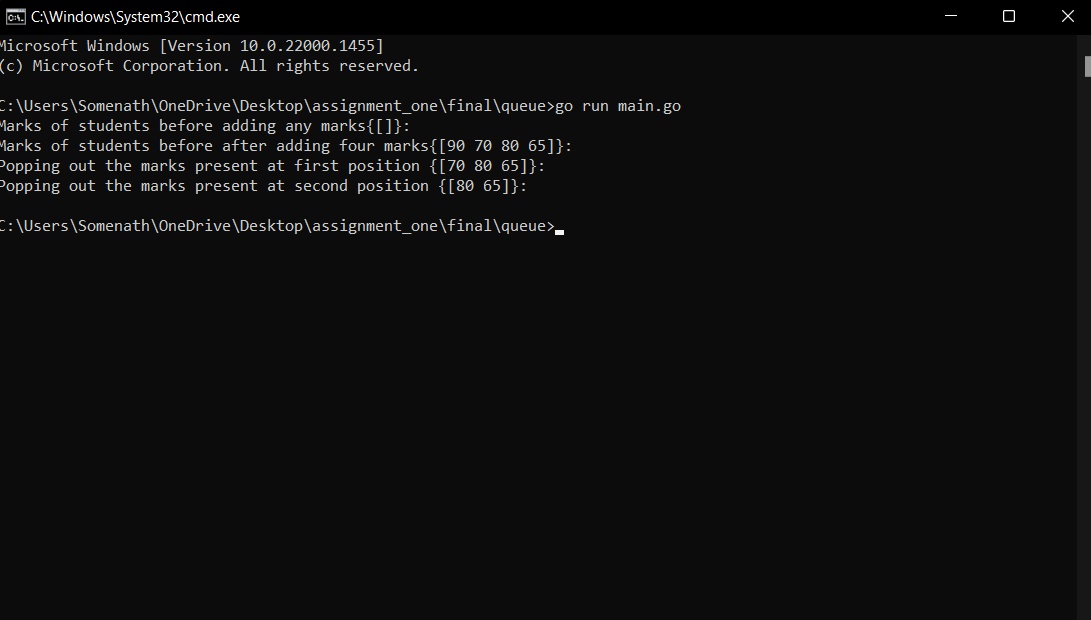 C:\Windows\System32\cmd.exe
Microsoft Windows [Version 10.0.22000.1455]
(c) Microsoft Corporation. All rights reserved.
C:\Users\Somenath\OneDrive\Desktop\assignment_one\final\queue>go run main.go
Marks of students before adding any marks{[]}:
Marks of students before after adding four marks{[90 70 80 65]}:
Popping out the marks present at first position {[70 80 65]}:
Popping out the marks present at second position {[80 65]}:
C:\Users\Somenath\OneDrive\Desktop\assignment_one\final\queue>